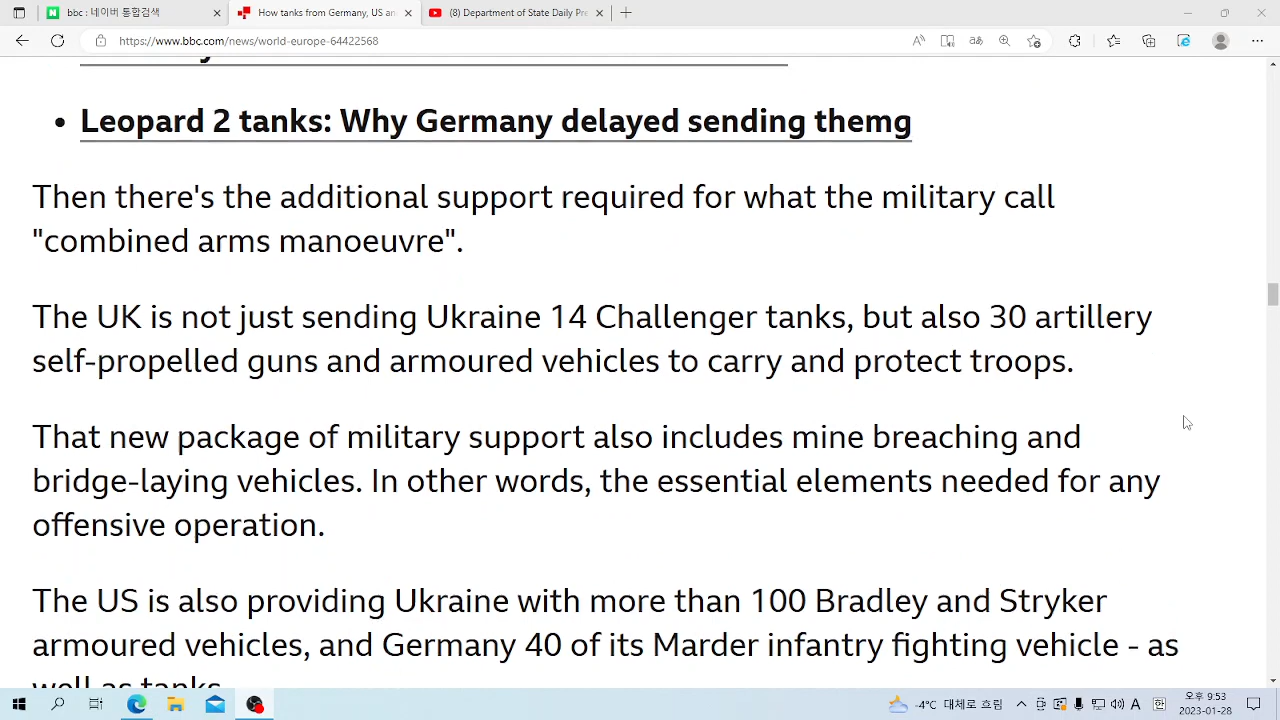 bbc : 네이버 통합검색
How tanks from Germany, US an
(8) Department of State Daily Pre
https://www.bbc.com/news/world-europe-64422568
Leopard 2 tanks: Why Germany delayed sending themg
Then there's the additional support required for what the military call
"combined arms manoeuvre".
The UK is not just sending Ukraine 14 Challenger tanks, but also 30 artillery
self-propelled guns and armoured vehicles to carry and protect troops.
That new package of military support also includes mine breaching and
bridge-laying vehicles. In other words, the essential elements needed for any
offensive operation.
The US is also providing Ukraine with more than 100 Bradley and Stryker
armoured vehicles, and Germany 40 of its Marder infantry fighting vehicle - as
well as tanks.
-4°C 대체로 흐림
A
오후 9:53
2023-01-28